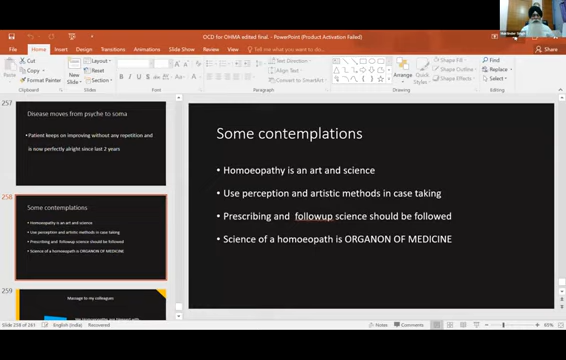 OCD for OHMA edited final. - PowerPoint (Product Activation Failed)
File Home Insert Design Transitions Animations Slide Show Review View Tell me what you want to do... Share
Cut
Copy
Format Painter
Paste
New
Slide
Layout
Reset
Section
Clipboard
Slides
Font
Paragraph
Text Direction
Align Text
Convert to SmartArt
Drawing
Arrange
Quick
Styles
Shape Fill
Shape Outline
Shape Effects
Find
Replace
Select
Editing
257
Disease moves from psyche to soma
• Patient keeps on improving without any repetition and
is now perfectly alright since last 2 years
258
Some contemplations
• Homoeopathy is an art and science
• Use perception and artistic methods in case taking
• Prescribing and followup science should be followed
• Science of a homoeopath is ORGANON OF MEDICINE
259
Massage to my colleagues
Some contemplations
• Homoeopathy is an art and science
• Use perception and artistic methods in case taking
• Prescribing and followup science should be followed
• Science of a homoeopath is ORGANON OF MEDICINE
Slide 258 of 261 English (India) Recovered Notes Comments